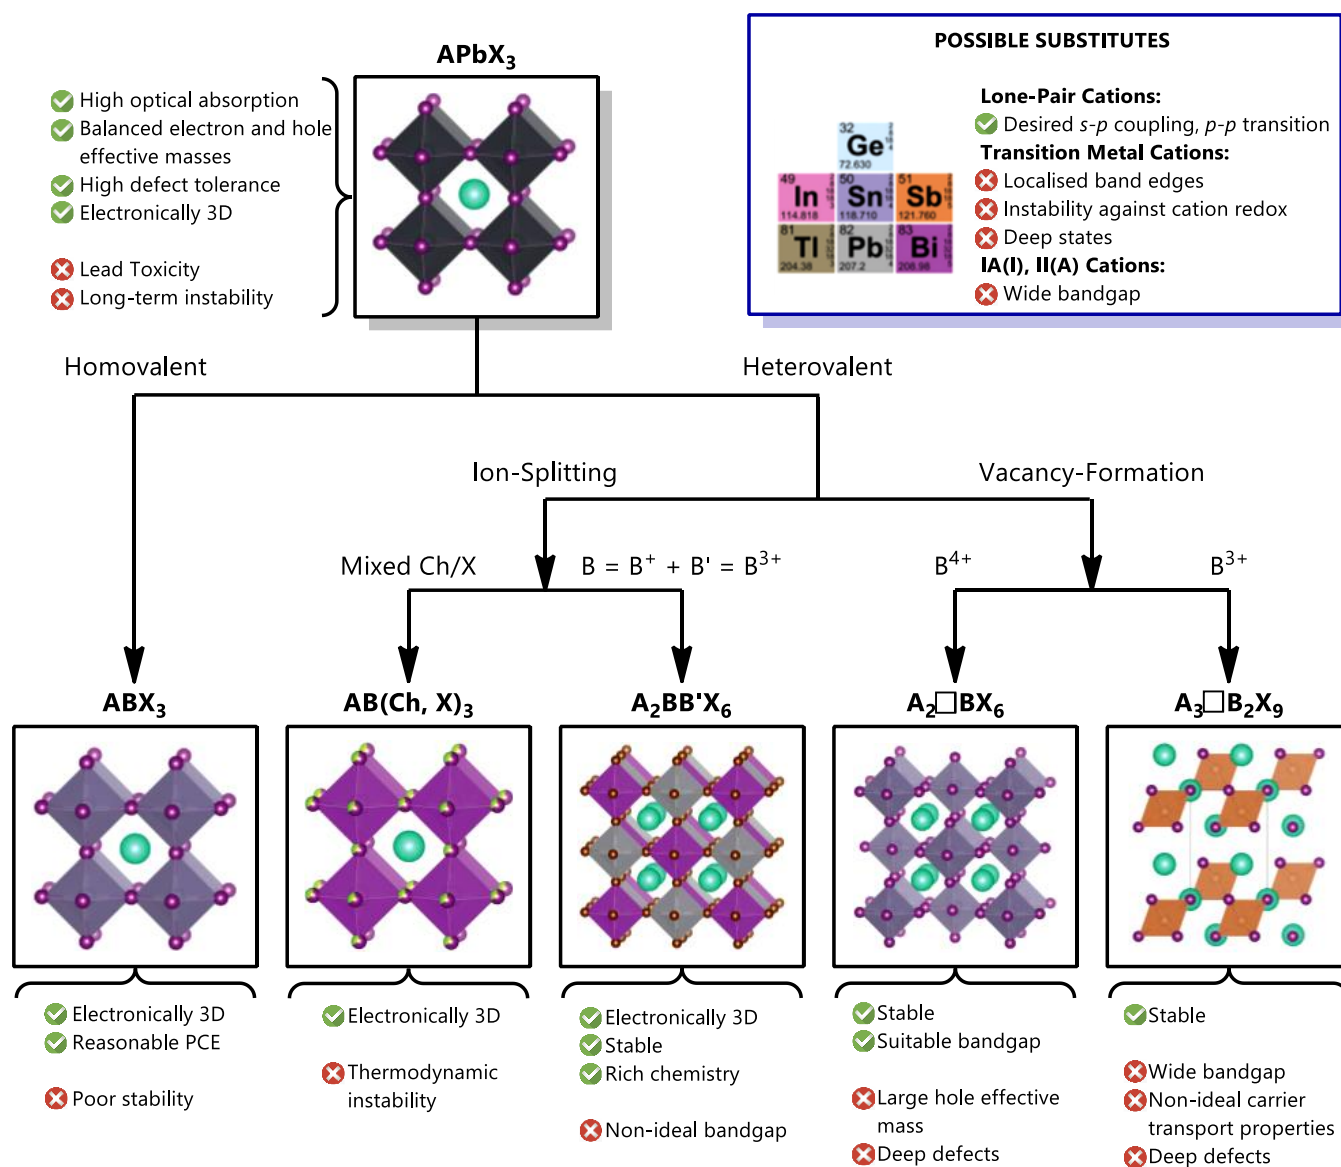 APbX₃
High optical absorption
Balanced electron and hole
effective masses
High defect tolerance
Electronically 3D
Lead Toxicity
Long-term instability
POSSIBLE SUBSTITUTES
Lone-Pair Cations:
Desired s-p coupling, p-p transition
Transition Metal Cations:
Localised band edges
Instability against cation redox
Deep states
IA(I), II(A) Cations:
Wide bandgap
32
Ge
72.630
49 50 51
In Sn Sb
114.818 118.710 121.760
81 82 83
Tl Pb Bi
204.38 207.2 208.98
Homovalent
Heterovalent
Ion-Splitting
Vacancy-Formation
Mixed Ch/X
B = B⁺ + B' = B³⁺
B⁴⁺
B³⁺
ABX₃
AB(Ch, X)₃
A₂BB'X₆
A₂□BX₆
A₃□B₂X₉
Electronically 3D
Reasonable PCE
Poor stability
Electronically 3D
Thermodynamic
instability
Electronically 3D
Stable
Rich chemistry
Non-ideal bandgap
Stable
Suitable bandgap
Large hole effective
mass
Deep defects
Stable
Wide bandgap
Non-ideal carrier
transport properties
Deep defects